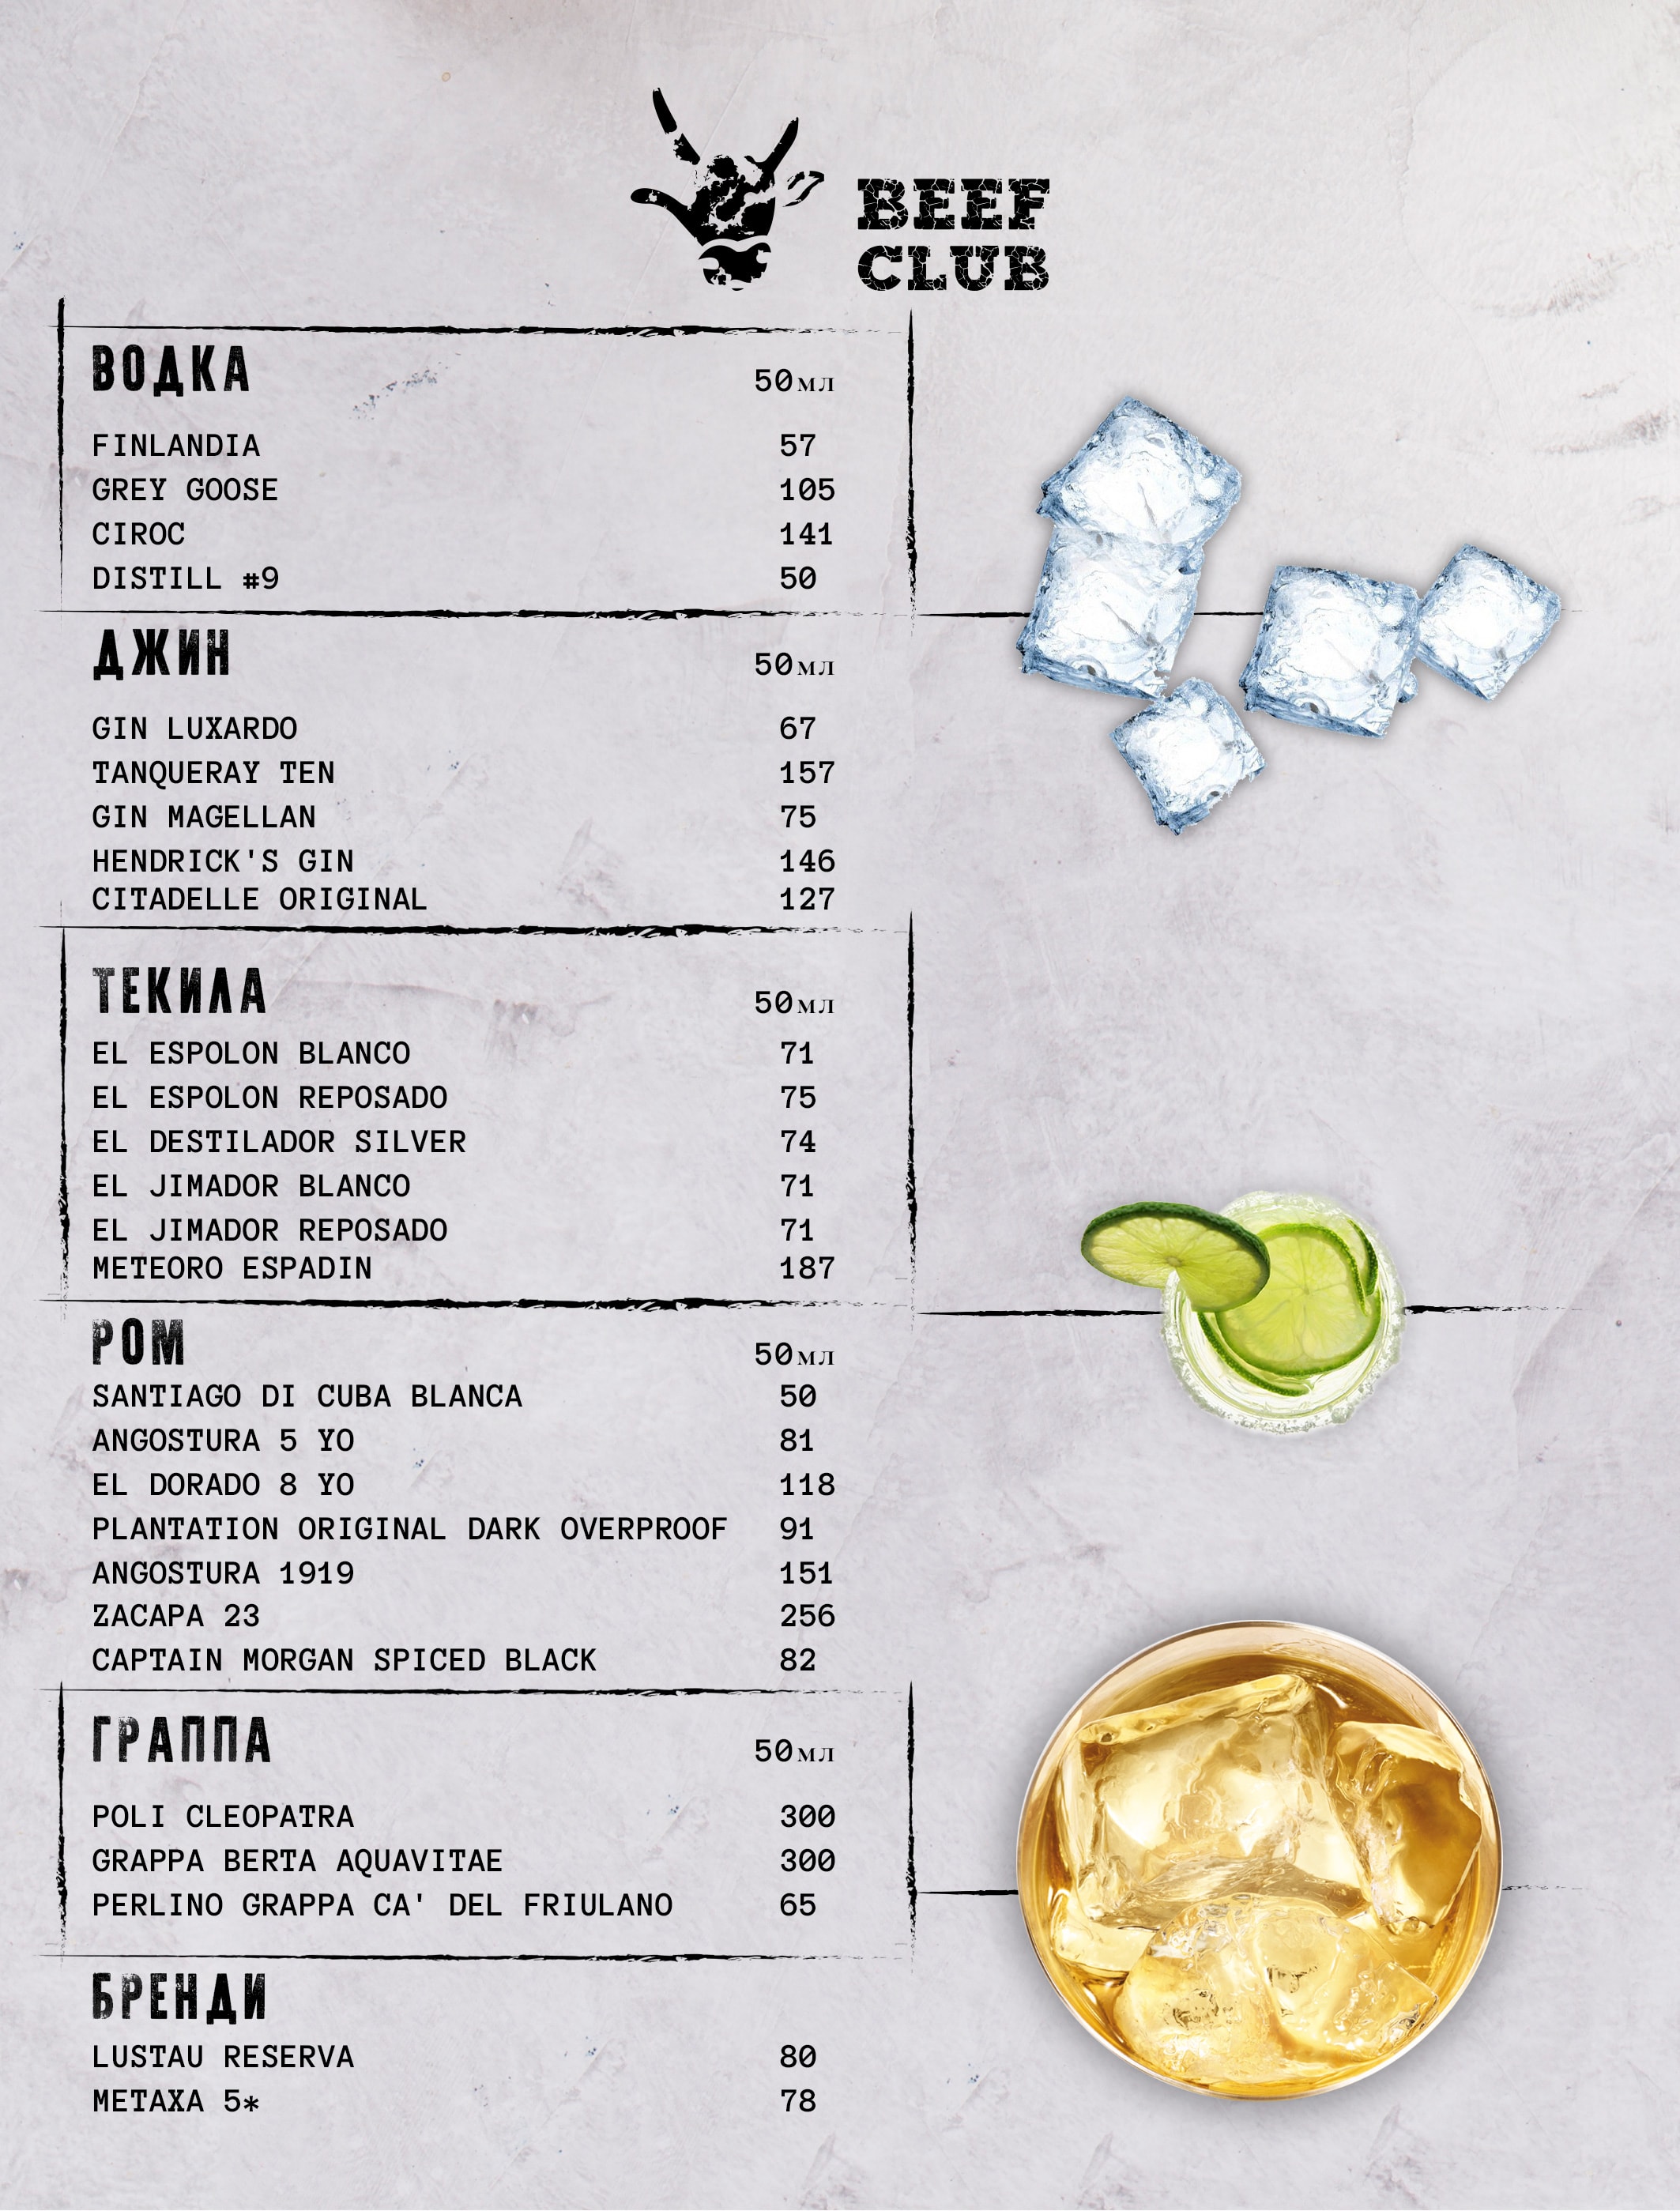 BEEF
CLUB
ВОДКА 50мл
FINLANDIA 57
GREY GOOSE 105
CIROC 141
DISTILL #9 50
ДЖИН 50мл
GIN LUXARDO 67
TANQUERAY TEN 157
GIN MAGELLAN 75
HENDRICK'S GIN 146
CITADELLE ORIGINAL 127
ТЕКИЛА 50мл
EL ESPOLON BLANCO 71
EL ESPOLON REPOSADO 75
EL DESTILADOR SILVER 74
EL JIMADOR BLANCO 71
EL JIMADOR REPOSADO 71
METEORO ESPADIN 187
РОМ 50мл
SANTIAGO DI CUBA BLANCA 50
ANGOSTURA 5 YO 81
EL DORADO 8 YO 118
PLANTATION ORIGINAL DARK OVERPROOF 91
ANGOSTURA 1919 151
ZACAPA 23 256
CAPTAIN MORGAN SPICED BLACK 82
ГРАППА 50мл
POLI CLEOPATRA 300
GRAPPA BERTA AQUAVITAE 300
PERLINO GRAPPA CA' DEL FRIULANO 65
БРЕНДИ
LUSTAU RESERVA 80
METAXA 5* 78